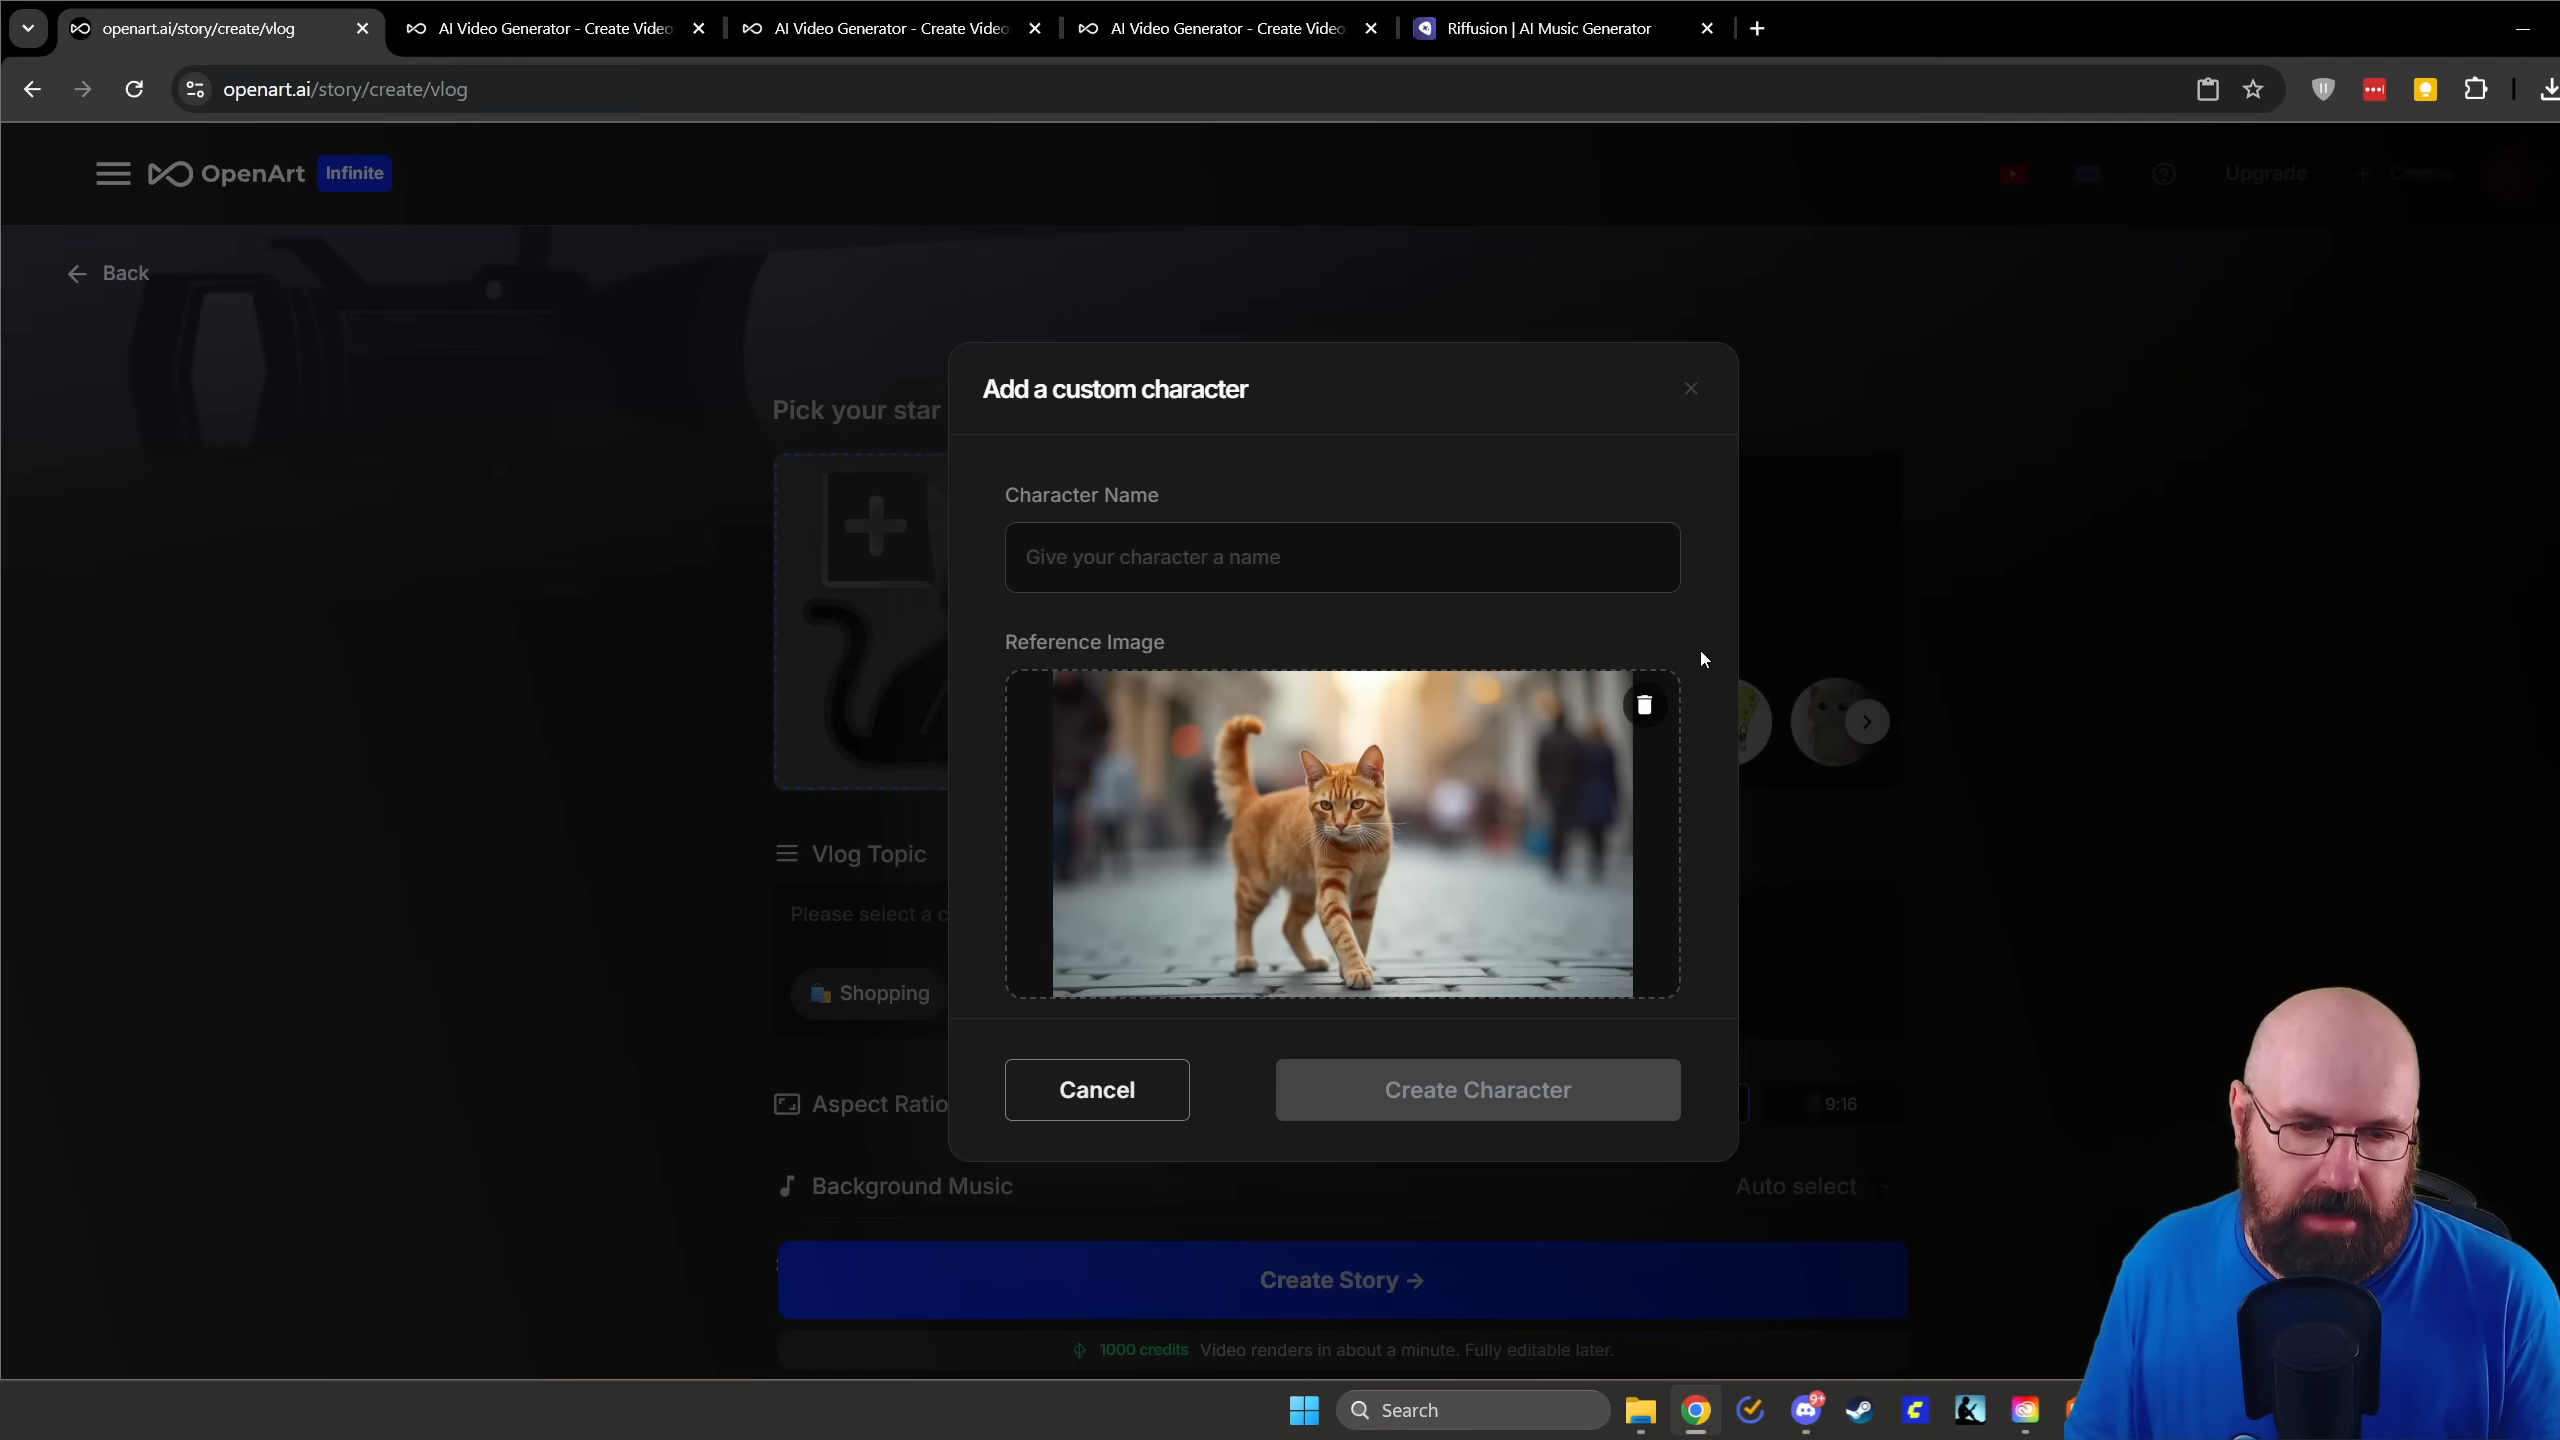 openart.ai/story/create/vlog
AI Video Generator - Create Video
AI Video Generator - Create Video
AI Video Generator - Create Video
Riffusion | AI Music Generator
openart.ai/story/create/vlog
OpenArt
Infinite
Upgrade
Back
Add a custom character
Pick your star
Character Name
Give your character a name
Reference Image
Vlog Topic
Please select a c
Shopping
Cancel
Create Character
Aspect Ratio
9:16
Background Music
Auto select
Create Story →
1000 credits Video renders in about a minute. Fully editable later.
Search
9+